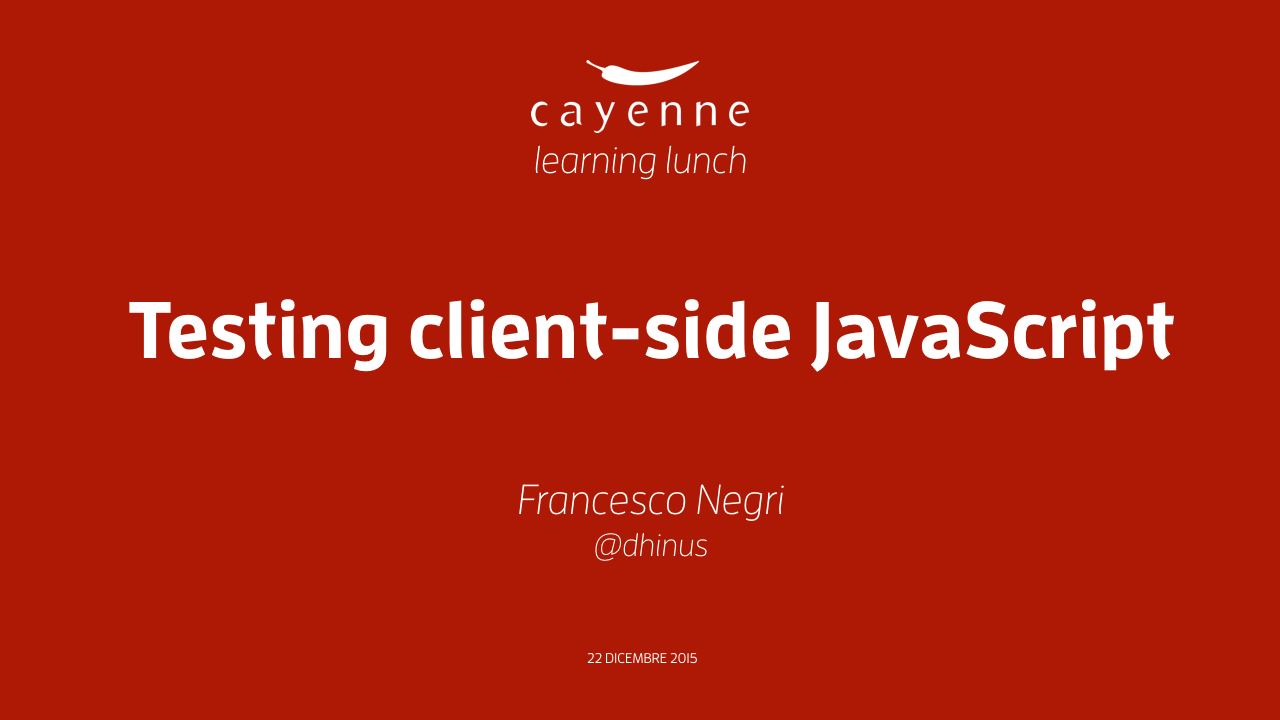 cayenne
learning lunch
Testing client-side JavaScript
Francesco Negri
@dhinus
22 DICEMBRE 2015